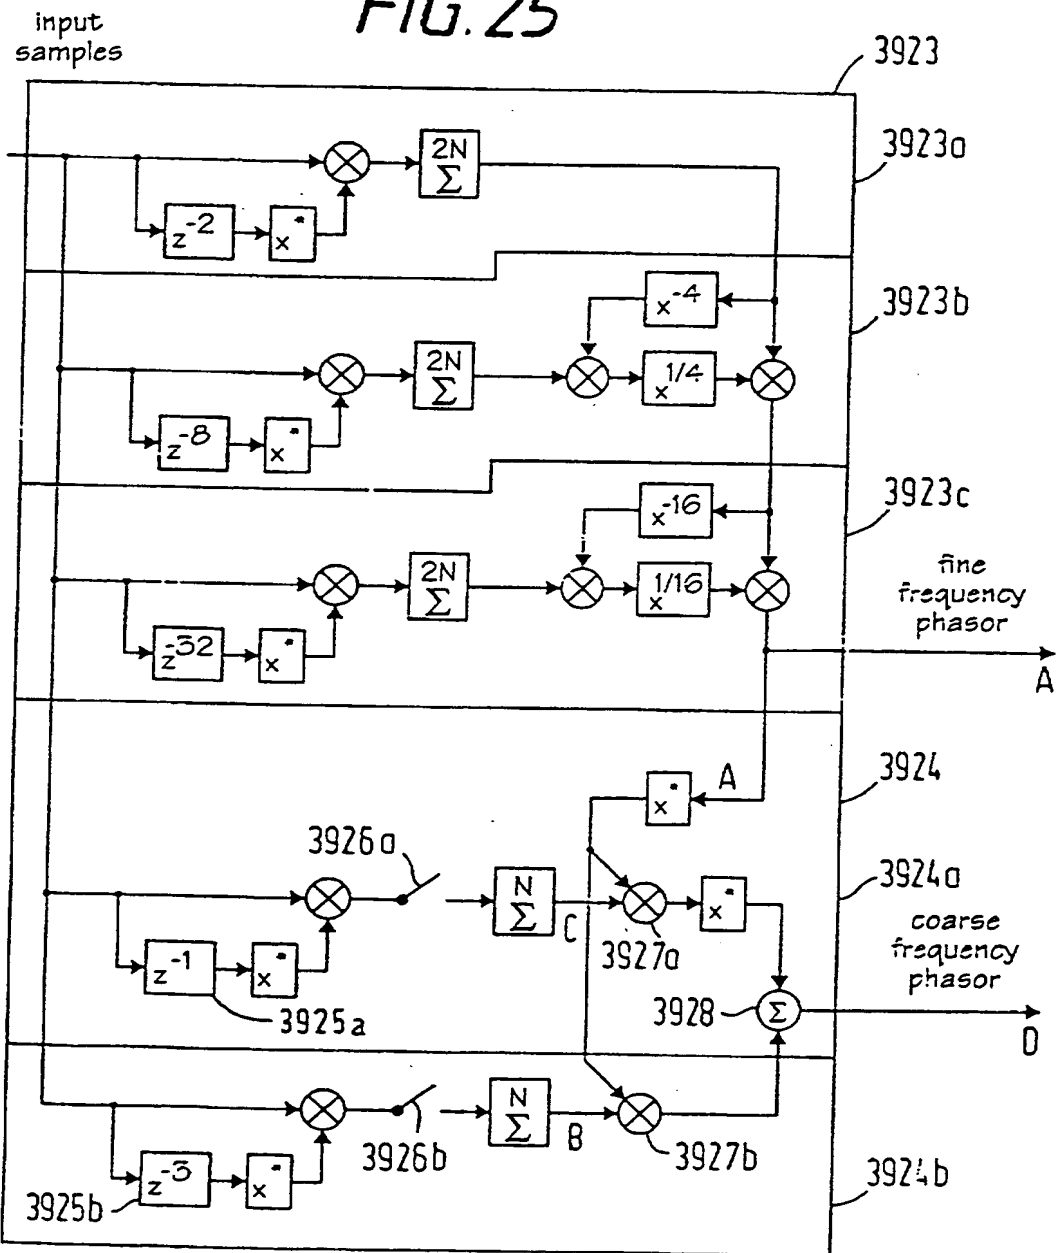 FIG. 25
input
samples
3923
3923a
2N
Σ
z-2
x*
3923b
x-4
2N
Σ
x1/4
z-8
x*
3923c
x-16
2N
Σ
x1/16
z-32
x*
fine
frequency
phasor
A
3924
A
x*
3926a
3924a
N
Σ
C
x*
3927a
coarse
frequency
phasor
z-1
x*
3925a
3928
Σ
D
N
Σ
B
3926b
3927b
z-3
x*
3925b
3924b